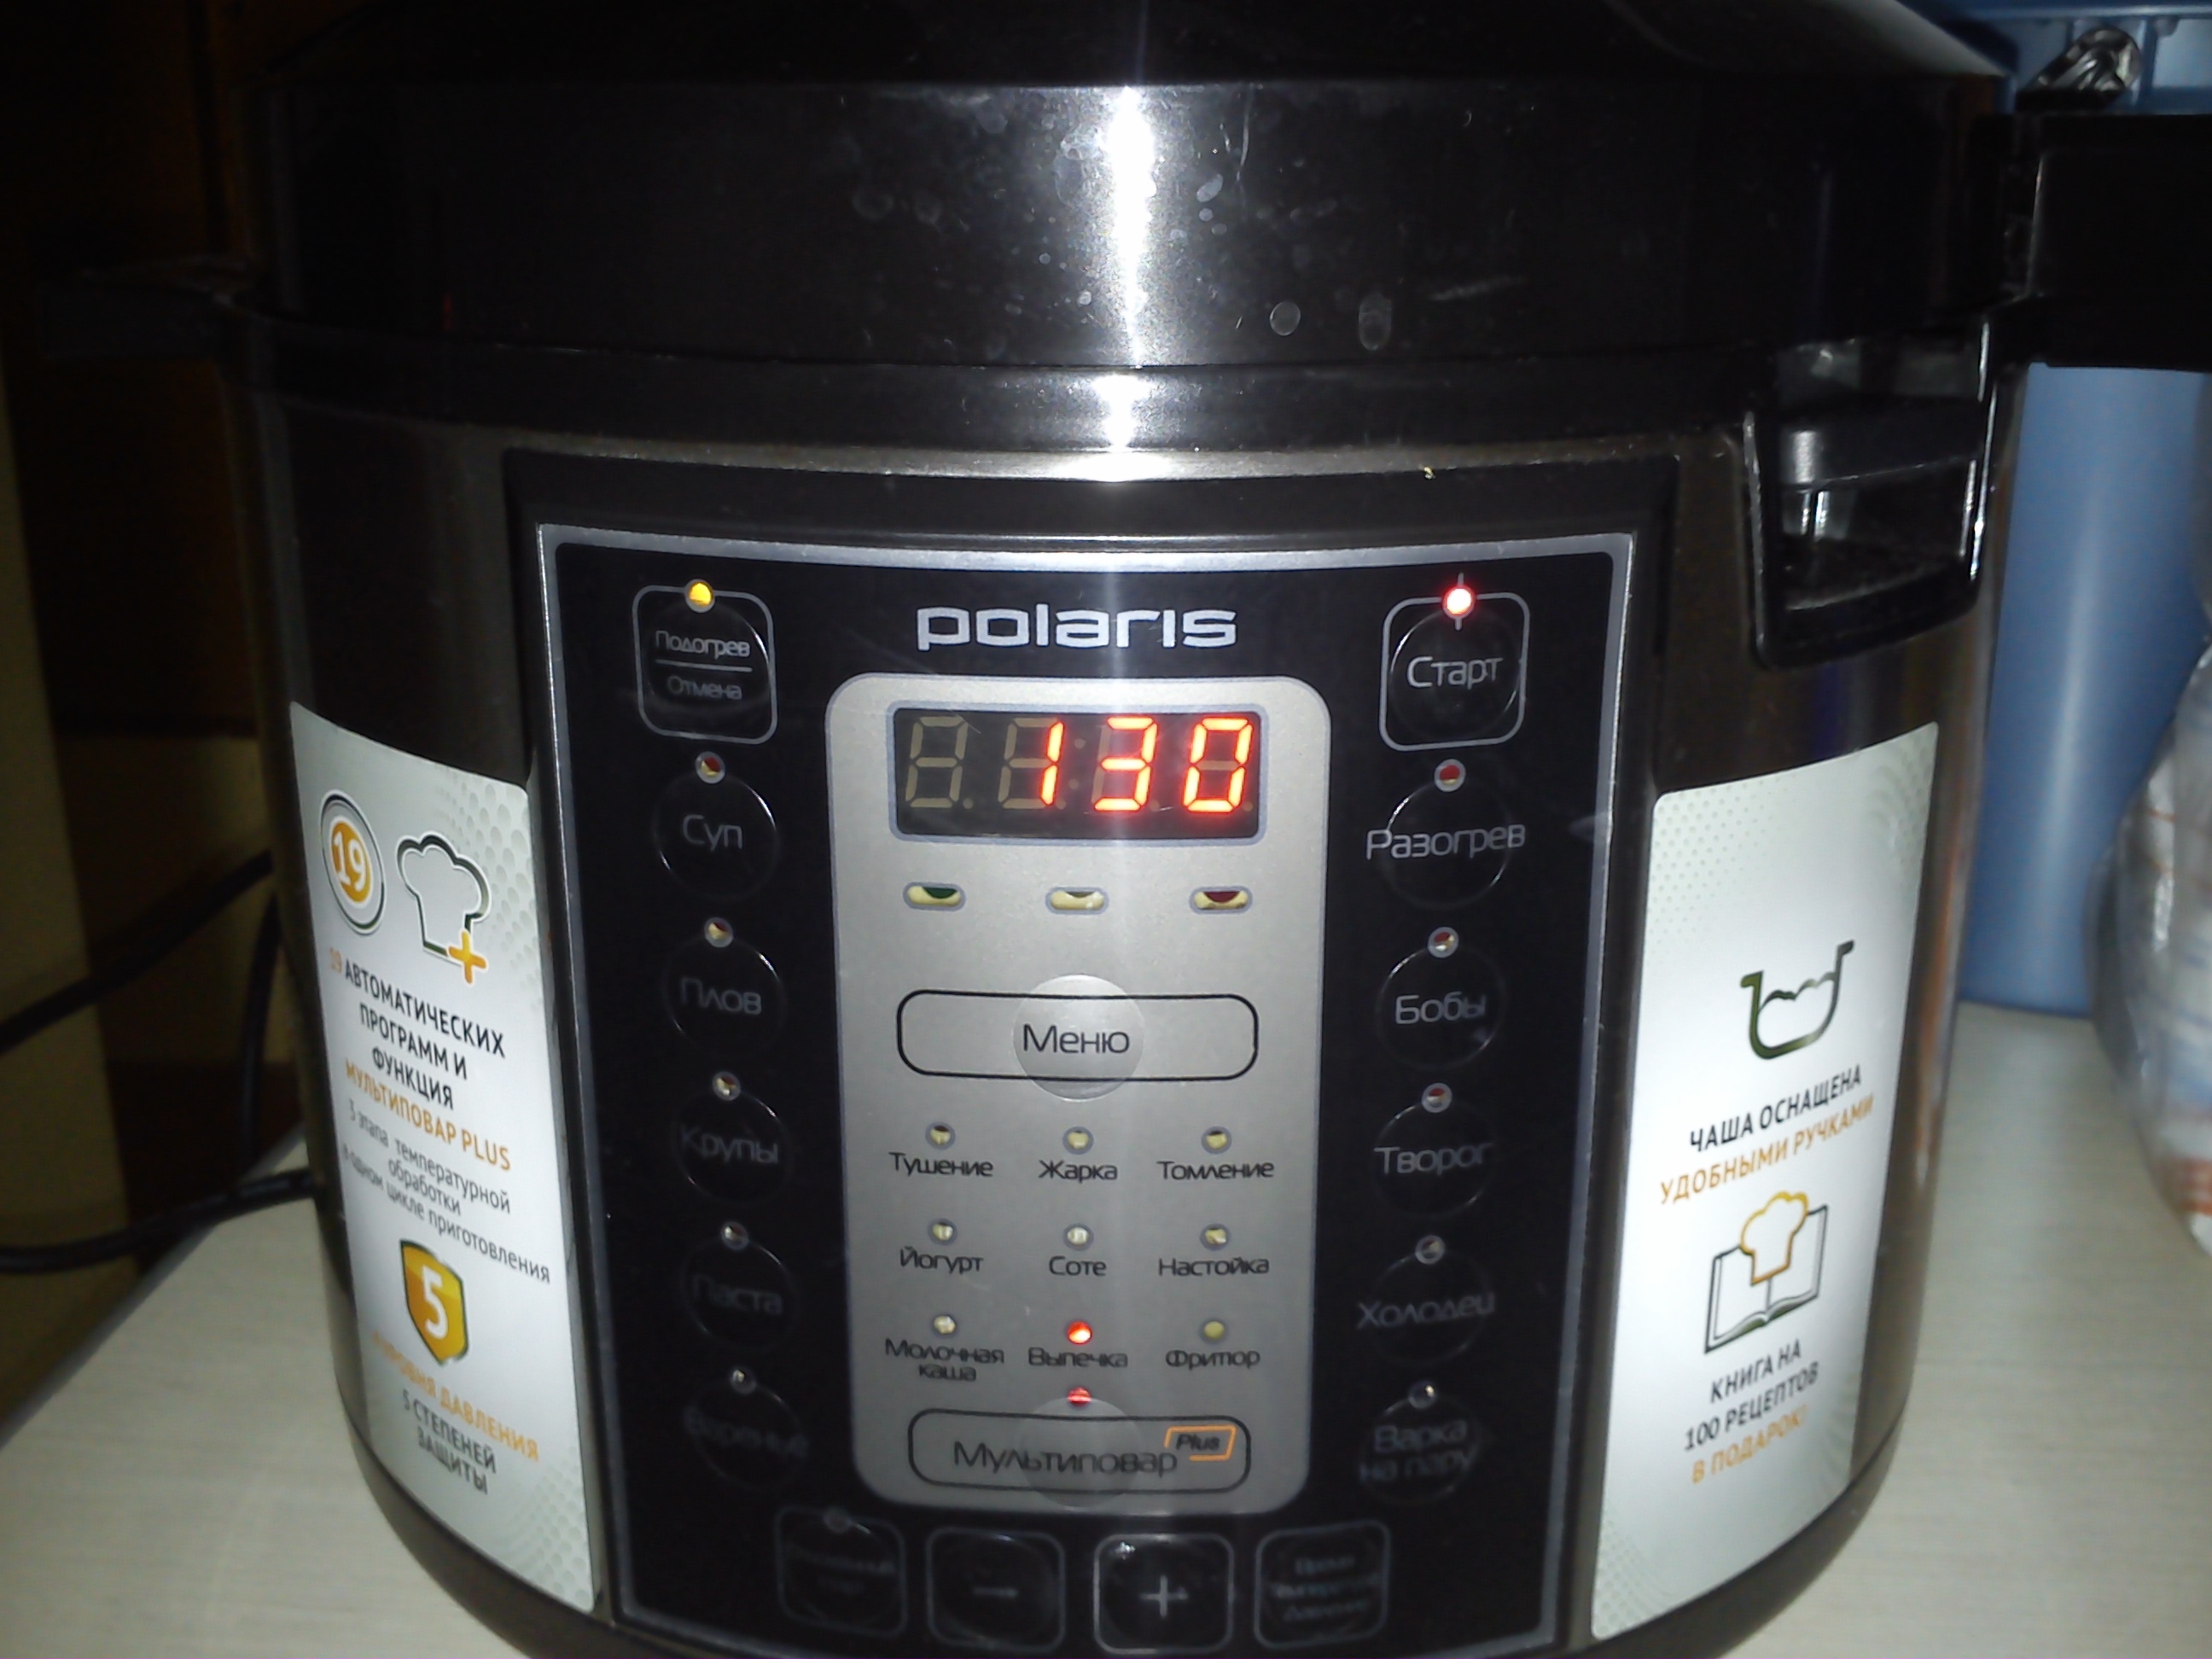 polaris
Подогрев
Отмена
Старт
130
Суп
Разогрев
Плов
Бобы
Меню
Крупы
Творог
Тушение Жарка Томление
Йогурт Соте Настойка
Паста
Холодец
Молочная каша Выпечка Фритюр
Варенье
Варка
на пару
Мультиповар Plus
− +
19
19 АВТОМАТИЧЕСКИХ
ПРОГРАММ И
ФУНКЦИЯ
МУЛЬТИПОВАР PLUS
3 этапа температурной
обработки
в одном цикле приготовления
5
ДАВЛЕНИЯ
5 СТЕПЕНЕЙ
ЗАЩИТЫ
ЧАША ОСНАЩЕНА
УДОБНЫМИ РУЧКАМИ
КНИГА НА
100 РЕЦЕПТОВ
В ПОДАРОК!